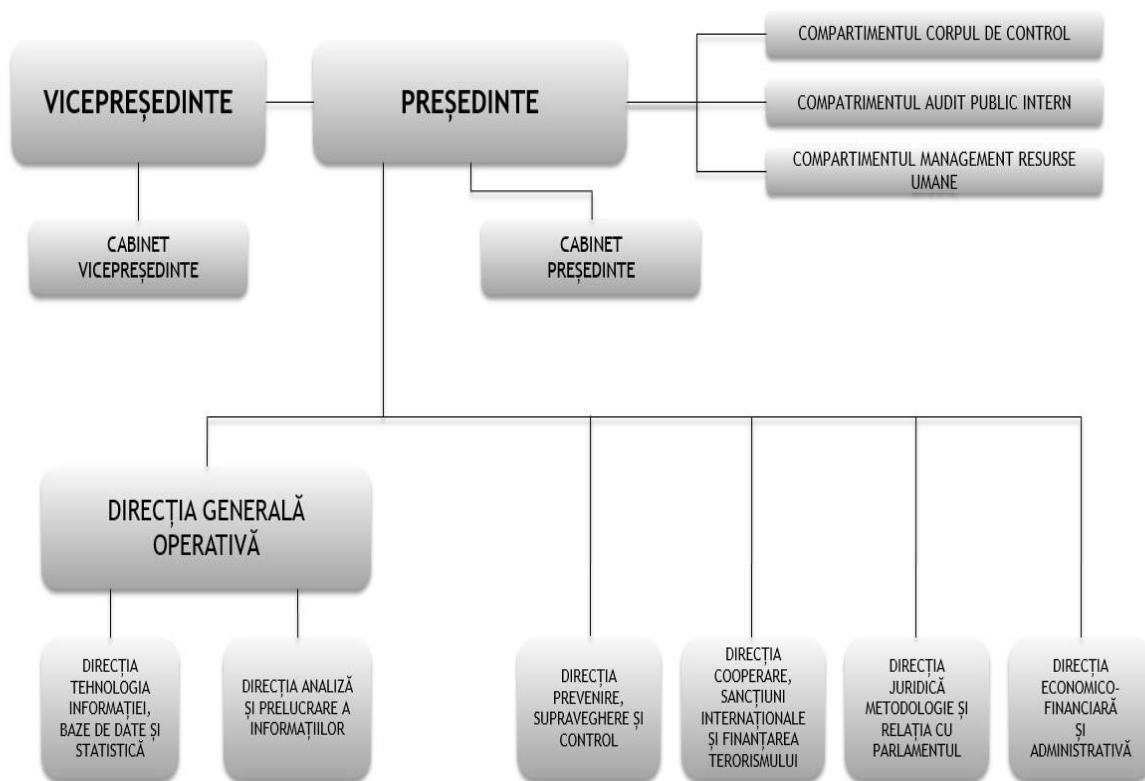 COMPARTIMENTUL CORPUL DE CONTROL
VICEPREȘEDINTE
PREȘEDINTE
COMPATRIMENTUL AUDIT PUBLIC INTERN
COMPARTIMENTUL MANAGEMENT RESURSE
UMANE
CABINET
VICEPREȘEDINTE
CABINET
PREȘEDINTE
DIRECȚIA GENERALĂ
OPERATIVĂ
DIRECȚIA
TEHNOLOGIA
INFORMAȚIEI,
BAZE DE DATE ȘI
STATISTICĂ
DIRECȚIA ANALIZĂ
ȘI PRELUCRARE A
INFORMAȚIILOR
DIRECȚIA
PREVENIRE,
SUPRAVEGHERE ȘI
CONTROL
DIRECȚIA
COOPERARE,
SANCȚIUNI
INTERNAȚIONALE
ȘI FINANȚAREA
TERORISMULUI
DIRECȚIA
JURIDICĂ
METODOLOGIE ȘI
RELAȚIA CU
PARLAMENTUL
DIRECȚIA
ECONOMICO-
FINANCIARĂ
ȘI
ADMINISTRATIVĂ